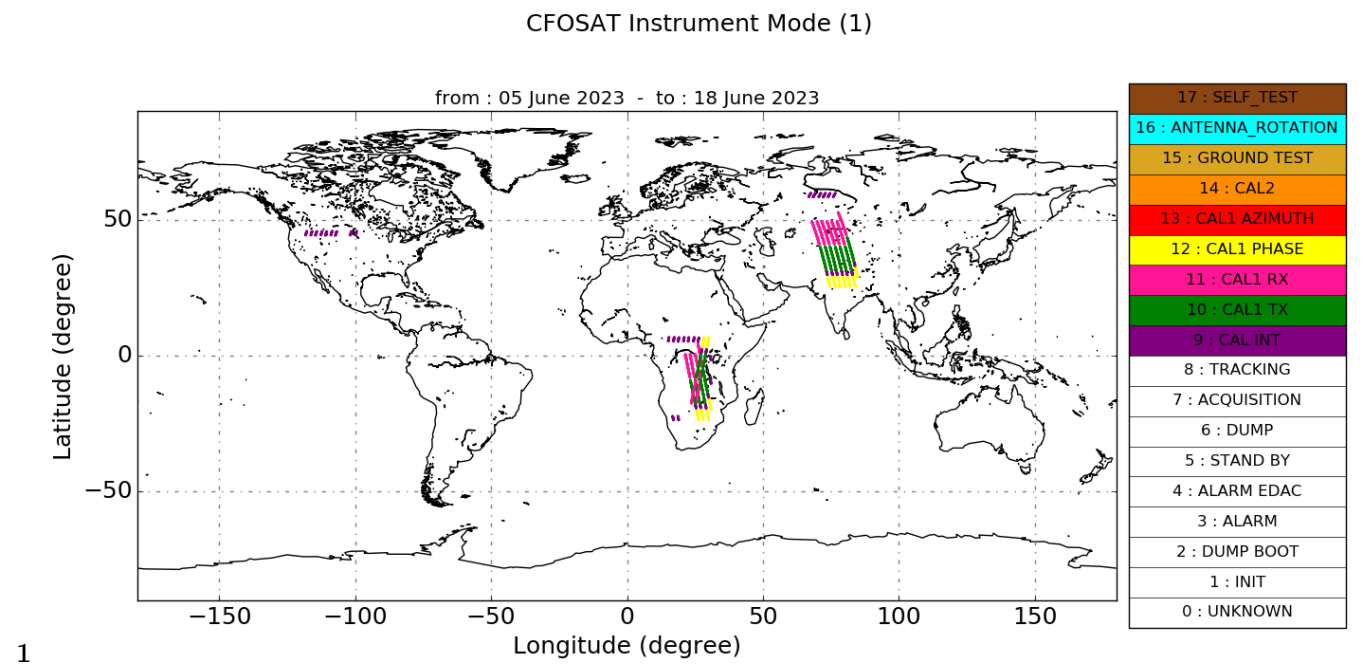 CFOSAT Instrument Mode (1)
from : 05 June 2023 - to : 18 June 2023
17 : SELF_TEST
16 : ANTENNA_ROTATION
15 : GROUND TEST
14 : CAL2
13 : CAL1 AZIMUTH
12 : CAL1 PHASE
11 : CAL1 RX
10 : CAL1 TX
9 : CAL INT
8 : TRACKING
7 : ACQUISITION
6 : DUMP
5 : STAND BY
4 : ALARM EDAC
3 : ALARM
2 : DUMP BOOT
1 : INIT
0 : UNKNOWN
Latitude (degree)
50
0
−50
−150 −100 −50 0 50 100 150
Longitude (degree)
1